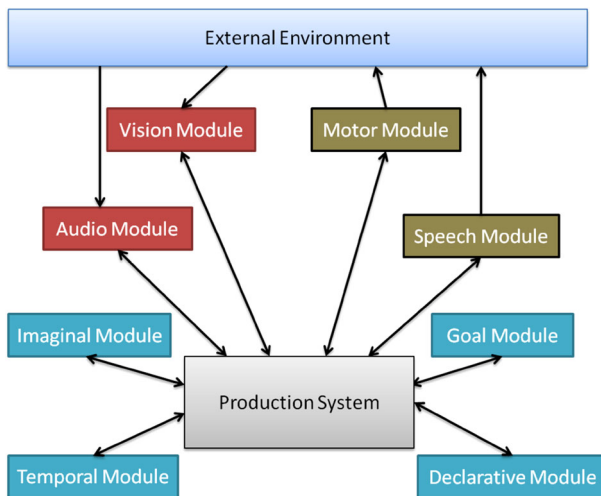 External Environment
Vision Module
Motor Module
Audio Module
Speech Module
Imaginal Module
Goal Module
Production System
Temporal Module
Declarative Module